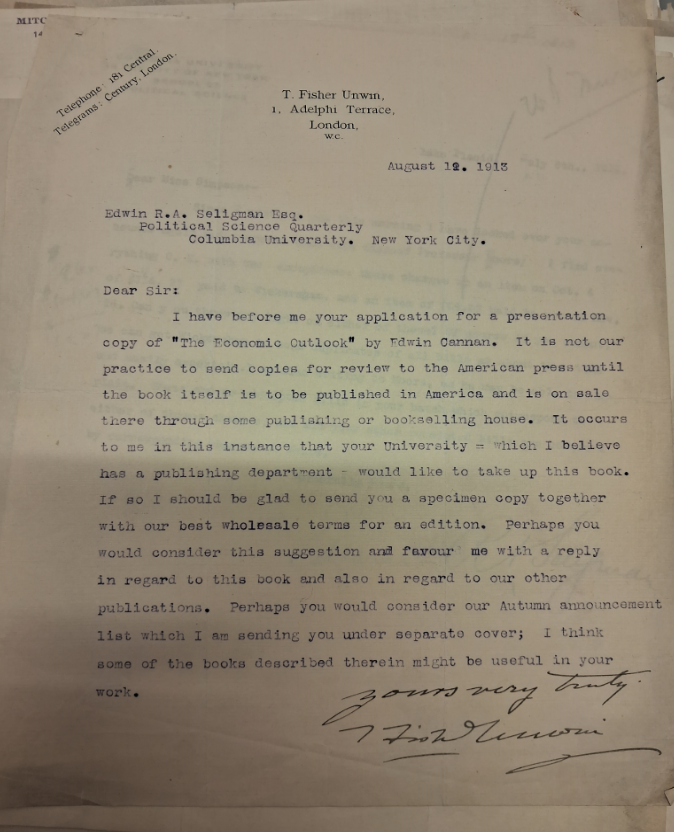 MITC
14
Telephone: 181 Central.
Telegrams: Century, London.
T. Fisher Unwin,
1, Adelphi Terrace,
London,
W.C.
August 12. 1913
Edwin R.A. Seligman Esq.
Political Science Quarterly
Columbia University. New York City.
Dear Sir:
I have before me your application for a presentation
copy of "The Economic Outlook" by Edwin Cannan. It is not our
practice to send copies for review to the American press until
the book itself is to be published in America and is on sale
there through some publishing or bookselling house. It occurs
to me in this instance that your University - which I believe
has a publishing department - would like to take up this book.
If so I should be glad to send you a specimen copy together
with our best wholesale terms for an edition. Perhaps you
would consider this suggestion and favour me with a reply
in regard to this book and also in regard to our other
publications. Perhaps you would consider our Autumn announcement
list which I am sending you under separate cover; I think
some of the books described therein might be useful in your
work.
yours very truly.
T Fisher Unwin